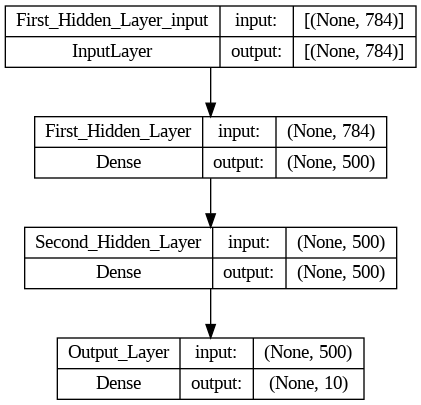 First_Hidden_Layer_input input: [(None, 784)]
InputLayer output: [(None, 784)]
First_Hidden_Layer input: (None, 784)
Dense output: (None, 500)
Second_Hidden_Layer input: (None, 500)
Dense output: (None, 500)
Output_Layer input: (None, 500)
Dense output: (None, 10)